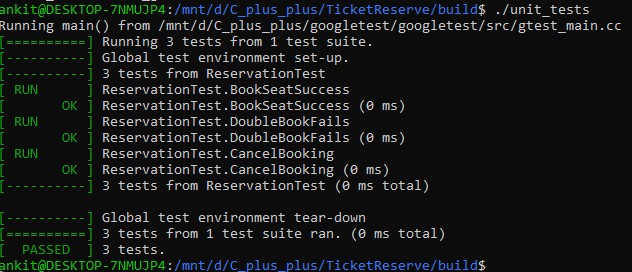 ankit@DESKTOP-7NMUJP4:/mnt/d/C_plus_plus/TicketReserve/build$ ./unit_tests
Running main() from /mnt/d/C_plus_plus/googletest/googletest/src/gtest_main.cc
[==========] Running 3 tests from 1 test suite.
[----------] Global test environment set-up.
[----------] 3 tests from ReservationTest
[ RUN      ] ReservationTest.BookSeatSuccess
[       OK ] ReservationTest.BookSeatSuccess (0 ms)
[ RUN      ] ReservationTest.DoubleBookFails
[       OK ] ReservationTest.DoubleBookFails (0 ms)
[ RUN      ] ReservationTest.CancelBooking
[       OK ] ReservationTest.CancelBooking (0 ms)
[----------] 3 tests from ReservationTest (0 ms total)
[----------] Global test environment tear-down
[==========] 3 tests from 1 test suite ran. (0 ms total)
[  PASSED  ] 3 tests.
ankit@DESKTOP-7NMUJP4:/mnt/d/C_plus_plus/TicketReserve/build$